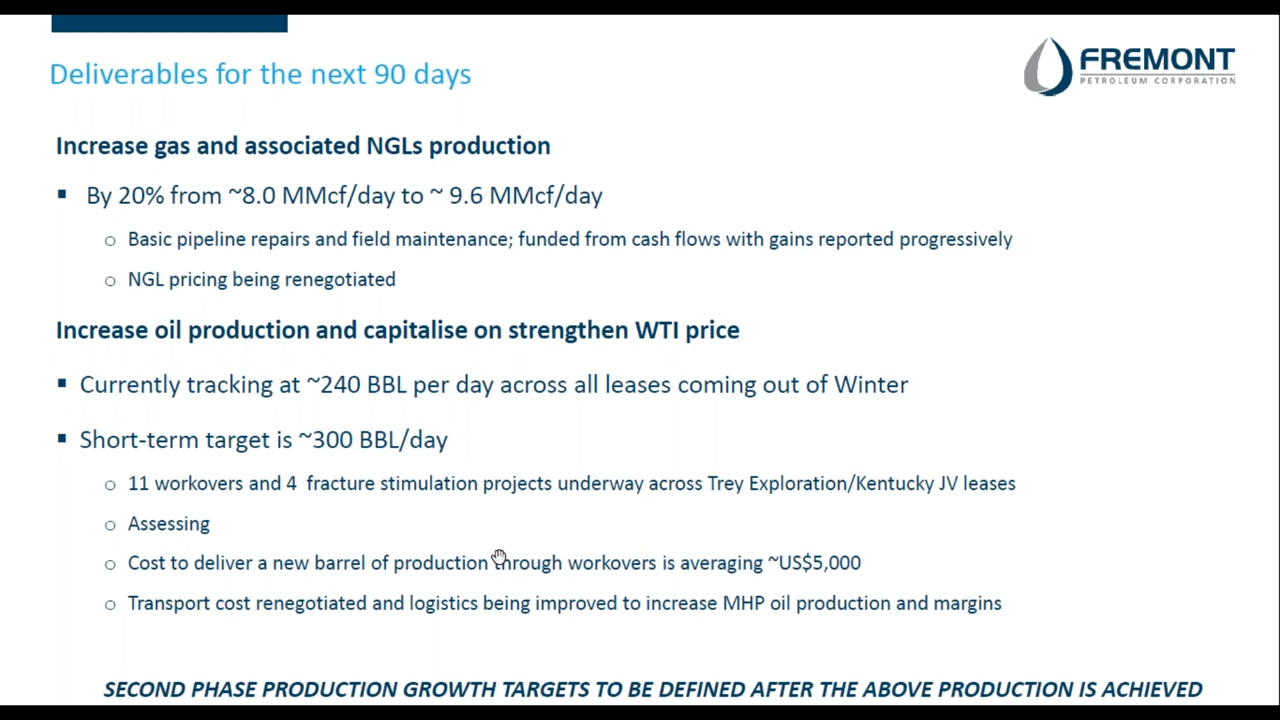 Deliverables for the next 90 days
FREMONT
PETROLEUM CORPORATION
Increase gas and associated NGLs production
▪ By 20% from ~8.0 MMcf/day to ~ 9.6 MMcf/day
o Basic pipeline repairs and field maintenance; funded from cash flows with gains reported progressively
o NGL pricing being renegotiated
Increase oil production and capitalise on strengthen WTI price
▪ Currently tracking at ~240 BBL per day across all leases coming out of Winter
▪ Short-term target is ~300 BBL/day
o 11 workovers and 4 fracture stimulation projects underway across Trey Exploration/Kentucky JV leases
o Assessing
o Cost to deliver a new barrel of production through workovers is averaging ~US$5,000
o Transport cost renegotiated and logistics being improved to increase MHP oil production and margins
SECOND PHASE PRODUCTION GROWTH TARGETS TO BE DEFINED AFTER THE ABOVE PRODUCTION IS ACHIEVED